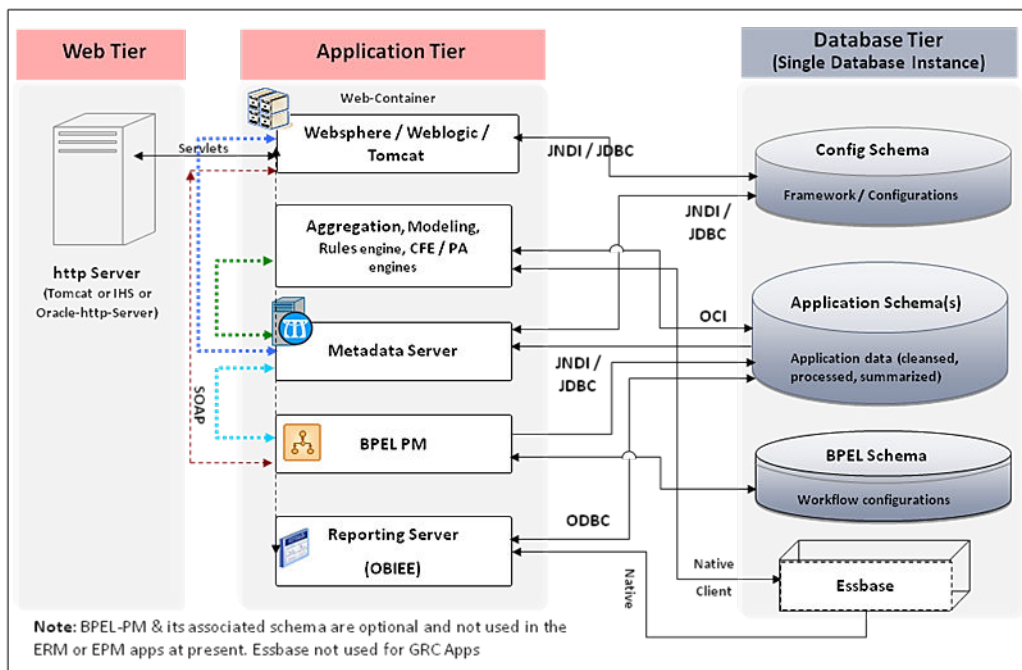 Web Tier
Application Tier
Database Tier
(Single Database Instance)
Web-Container
Websphere / Weblogic /
Tomcat
Servlets
JNDI / JDBC
Config Schema
Framework / Configurations
JNDI /
JDBC
Aggregation, Modeling,
Rules engine, CFE / PA
engines
http Server
(Tomcat or IHS or
Oracle-http-Server)
OCI
Application Schema(s)
Application data (cleansed,
processed, summarized)
Metadata Server
JNDI /
JDBC
SOAP
BPEL PM
BPEL Schema
Workflow configurations
ODBC
Reporting Server
(OBIEE)
Native
Native
Client
Essbase
Note: BPEL-PM & its associated schema are optional and not used in the
ERM or EPM apps at present. Essbase not used for GRC Apps